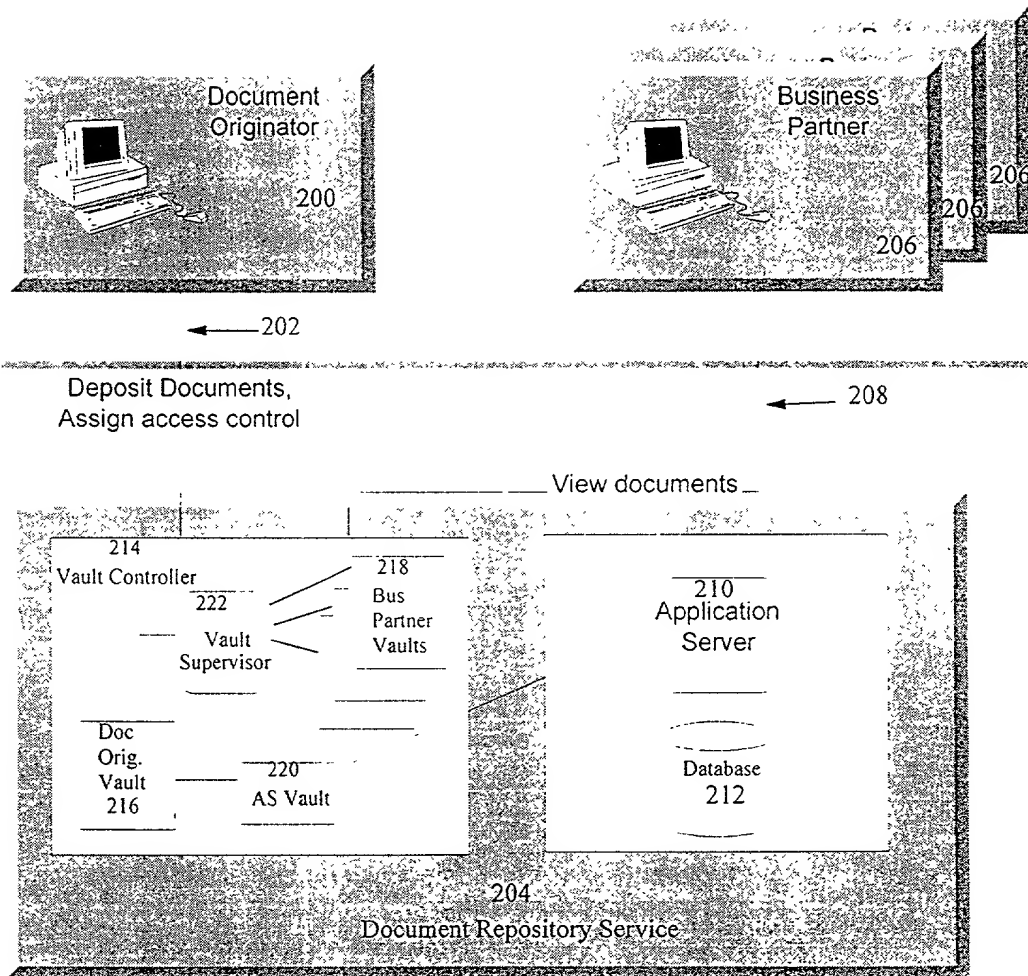 Document
Originator
200
Business
Partner
206
206
206
202
Deposit Documents,
Assign access control
208
View documents
214
Vault Controller
222
Vault
Supervisor
218
Bus
Partner
Vaults
210
Application
Server
Doc
Orig.
Vault
216
220
AS Vault
Database
212
204
Document Repository Service